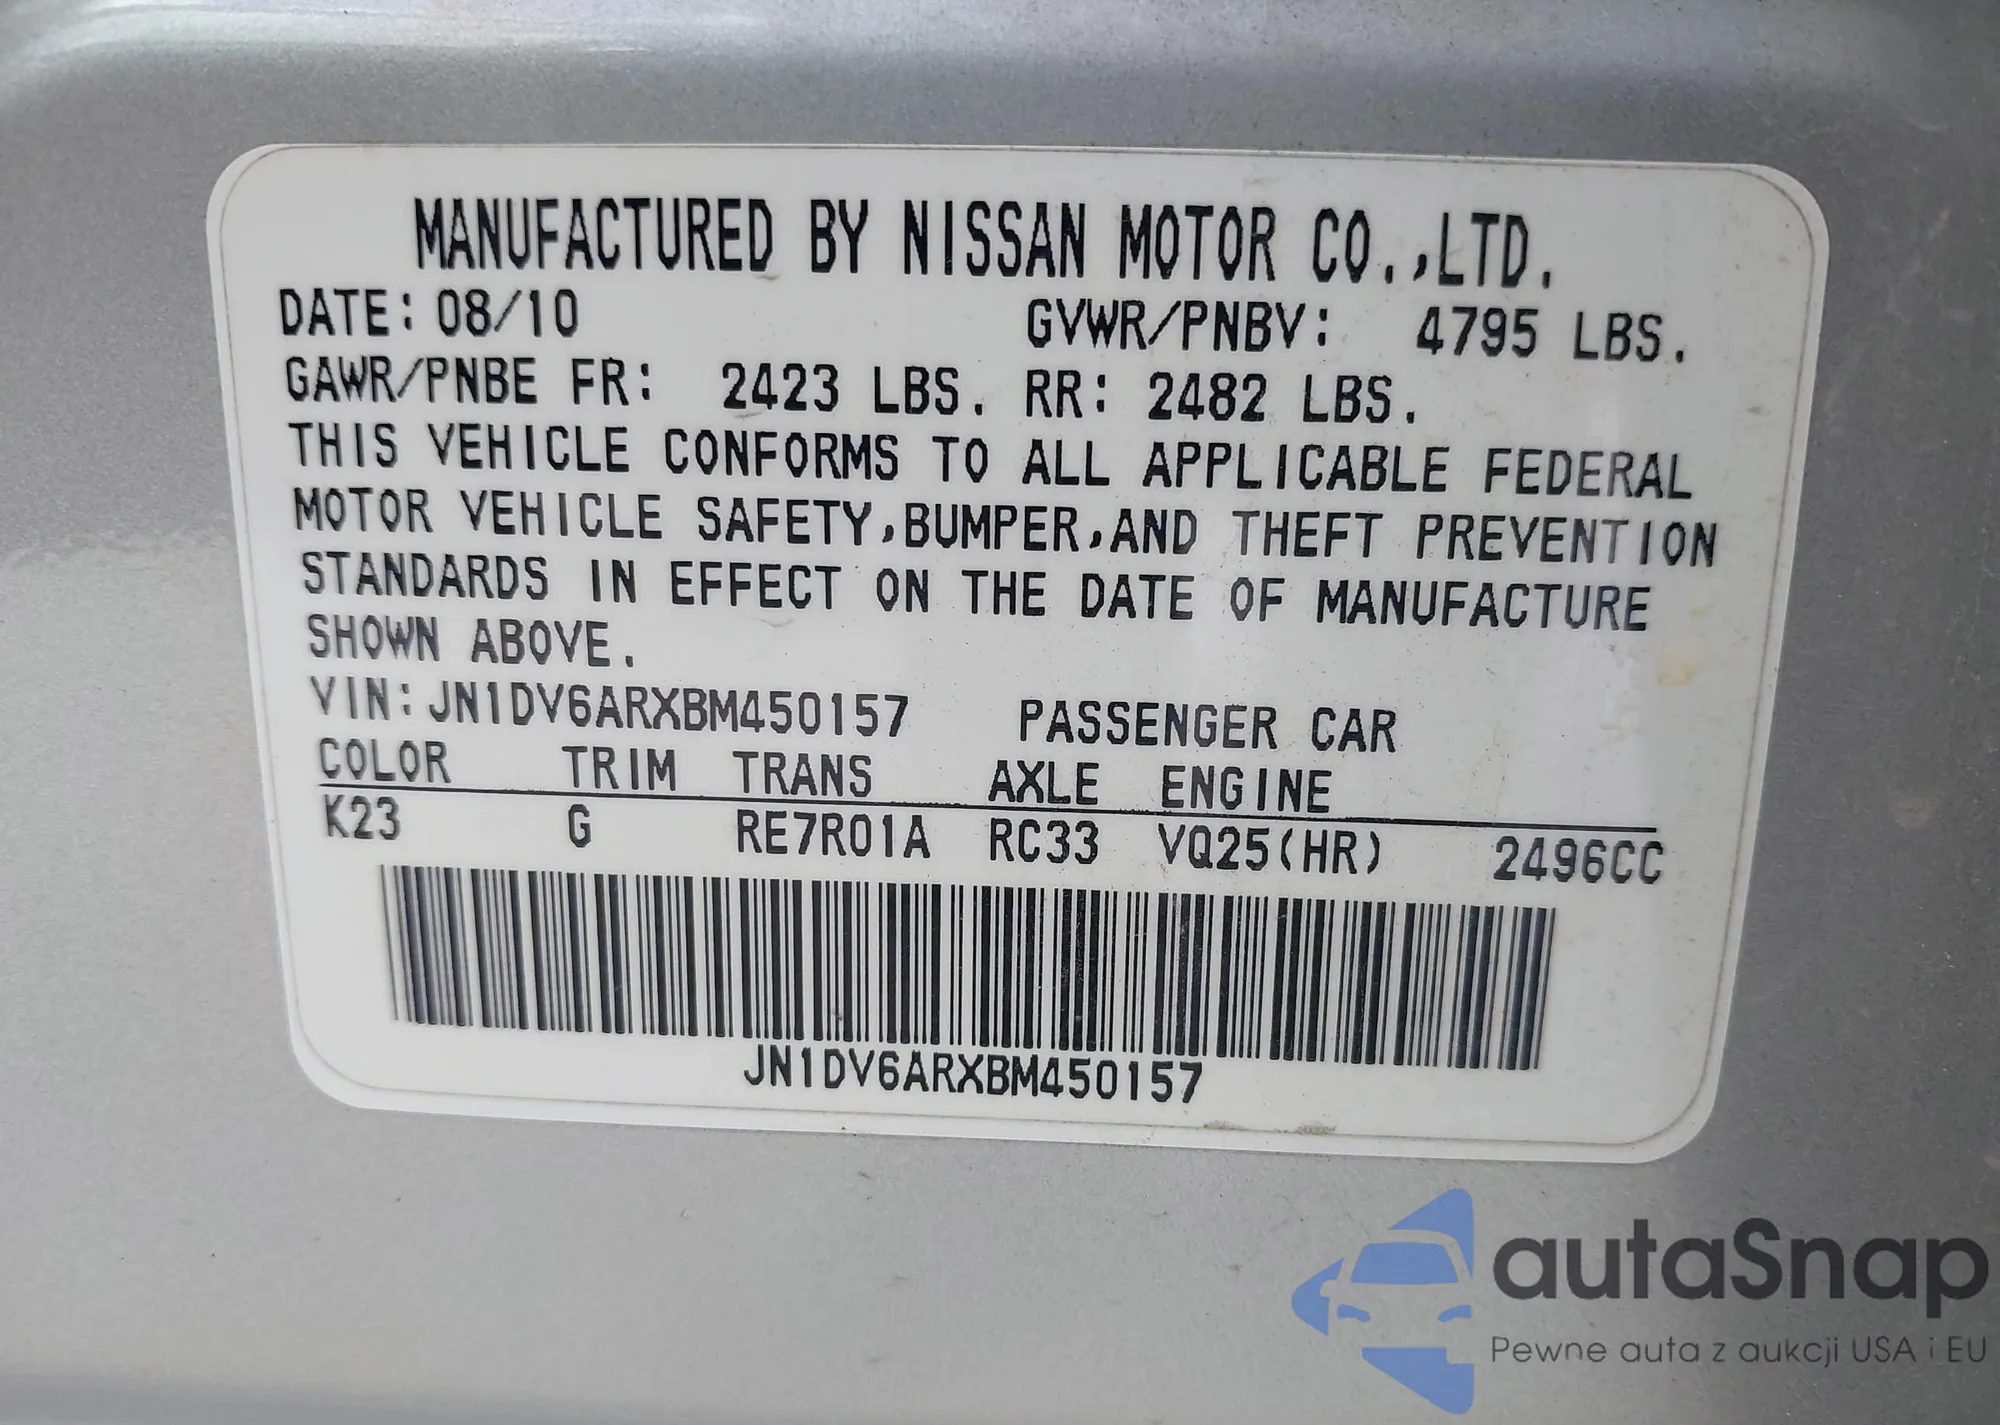 MANUFACTURED BY NISSAN MOTOR CO.,LTD.
DATE: 08/10 GVWR/PNBV: 4795 LBS.
GAWR/PNBE FR: 2423 LBS. RR: 2482 LBS.
THIS VEHICLE CONFORMS TO ALL APPLICABLE FEDERAL
MOTOR VEHICLE SAFETY,BUMPER,AND THEFT PREVENTION
STANDARDS IN EFFECT ON THE DATE OF MANUFACTURE
SHOWN ABOVE.
VIN:JN1DV6ARXBM450157 PASSENGER CAR
COLOR TRIM TRANS AXLE ENGINE
K23 G RE7R01A RC33 VQ25(HR) 2496CC
JN1DV6ARXBM450157
autaSnap
Pewne auta z aukcji USA i EU